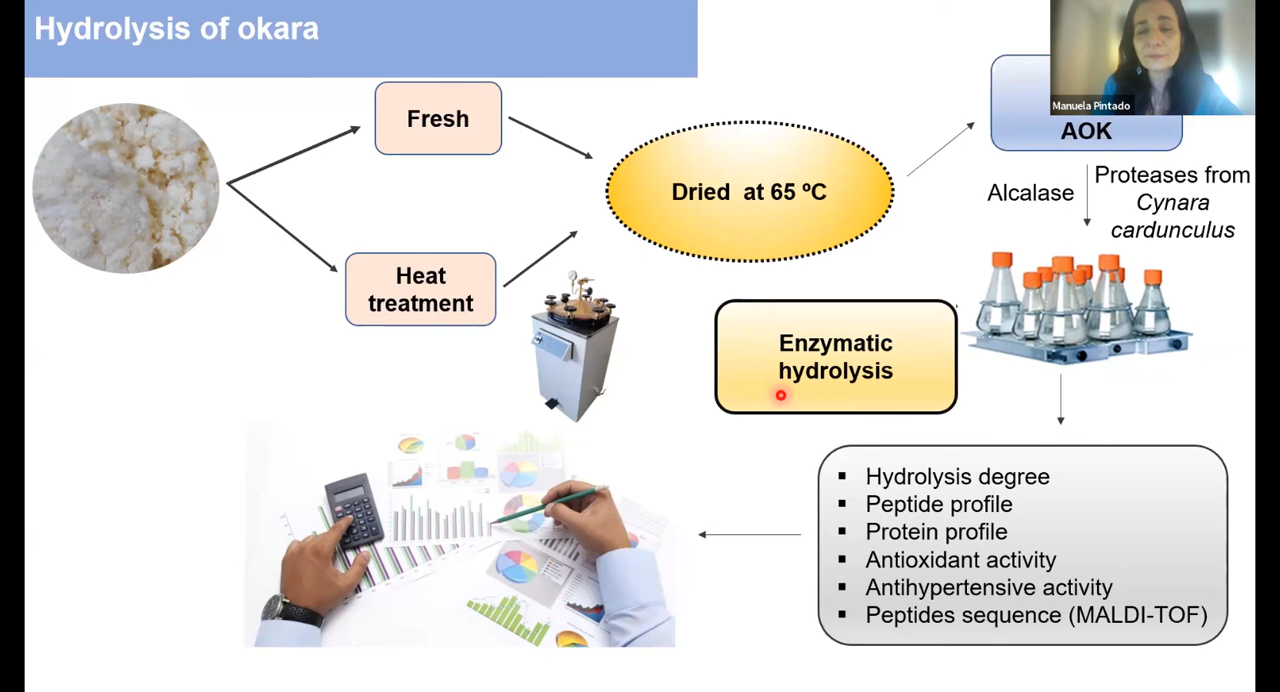 Hydrolysis of okara
Manuela Pintado
Fresh
AOK
Dried at 65 ºC
Alcalase
Proteases from
Cynara
cardunculus
Heat
treatment
Enzymatic
hydrolysis
▪ Hydrolysis degree
▪ Peptide profile
▪ Protein profile
▪ Antioxidant activity
▪ Antihypertensive activity
▪ Peptides sequence (MALDI-TOF)